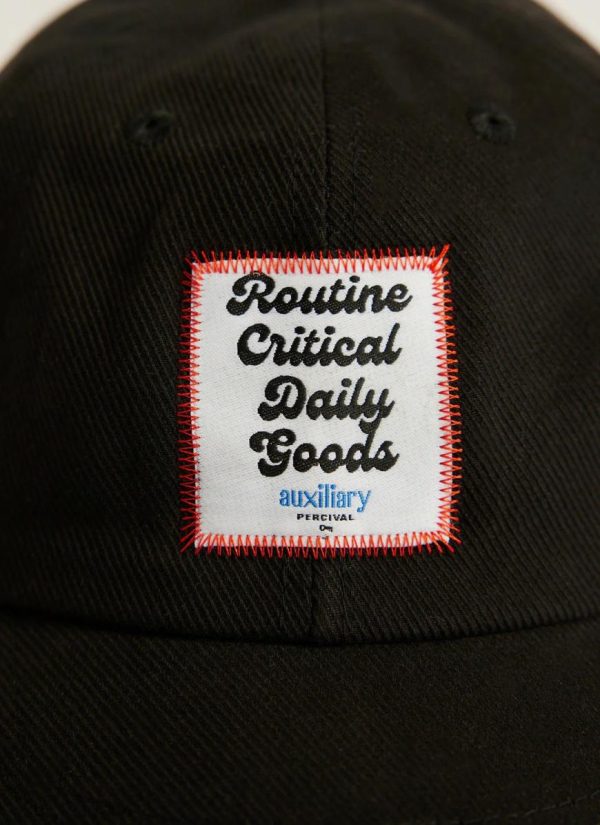 Routine
Critical
Daily
Goods
auxiliary
PERCIVAL